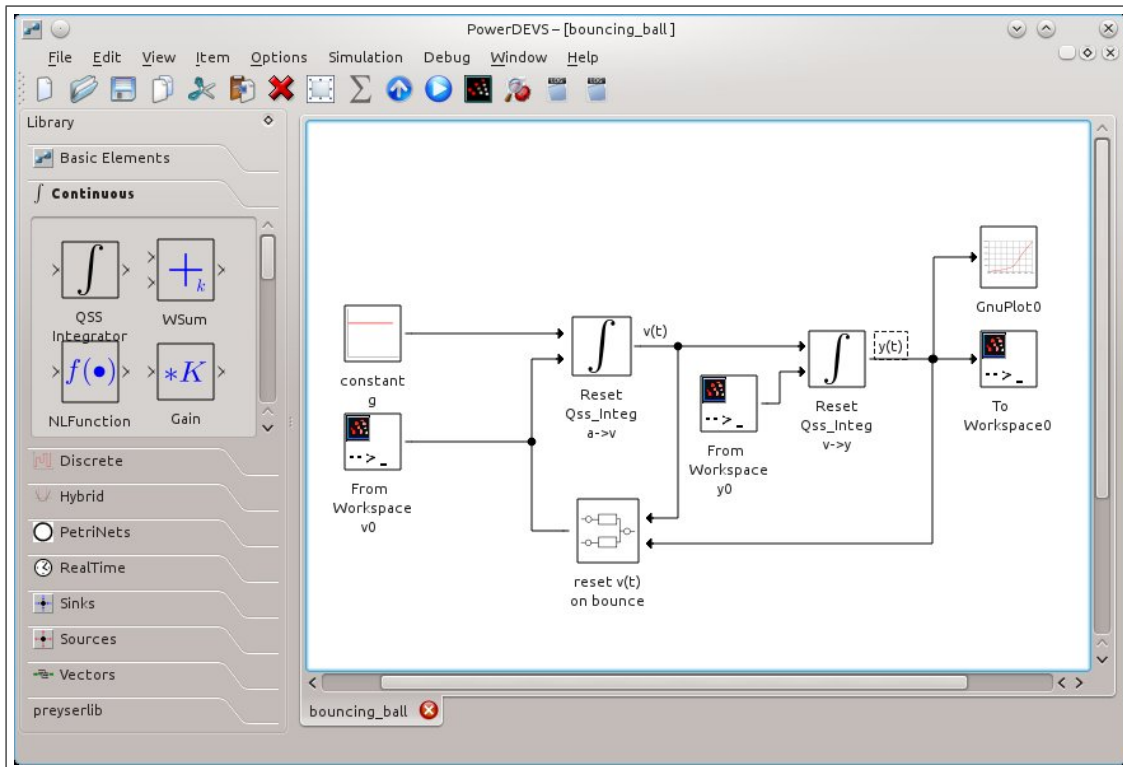 PowerDEVS – [bouncing_ball]
File Edit View Item Options Simulation Debug Window Help
Library
Basic Elements
∫ Continuous
∫
QSS
Integrator
+k
WSum
f(•)
NLFunction
*K
Gain
Discrete
Hybrid
PetriNets
RealTime
Sinks
Sources
Vectors
preyserlib
constant
g
-->_
From
Workspace
v0
∫
Reset
Qss_Integ
a->v
v(t)
-->_
From
Workspace
y0
∫
Reset
Qss_Integ
v->y
y(t)
GnuPlot0
-->_
To
Workspace0
reset v(t)
on bounce
bouncing_ball